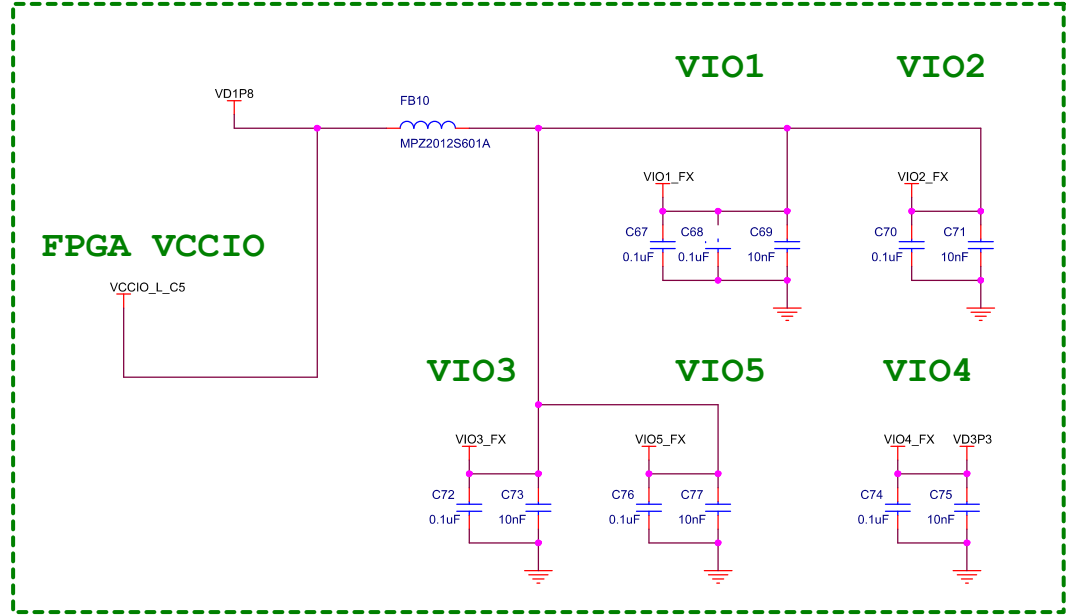 VIO1
VIO2
VD1P8
FB10
MPZ2012S601A
VIO1_FX
VIO2_FX
FPGA VCCIO
C67
C68
C69
C70
C71
0.1uF
0.1uF
10nF
0.1uF
10nF
VCCIO_L_C5
VIO3
VIO5
VIO4
VIO3_FX
VIO5_FX
VIO4_FX
VD3P3
C72
C73
C76
C77
C74
C75
0.1uF
10nF
0.1uF
10nF
0.1uF
10nF